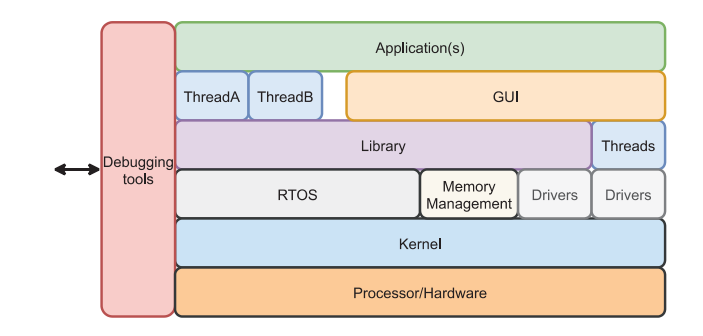 Application(s)
ThreadA
ThreadB
GUI
Debugging
tools
Library
Threads
RTOS
Memory
Management
Drivers
Drivers
Kernel
Processor/Hardware